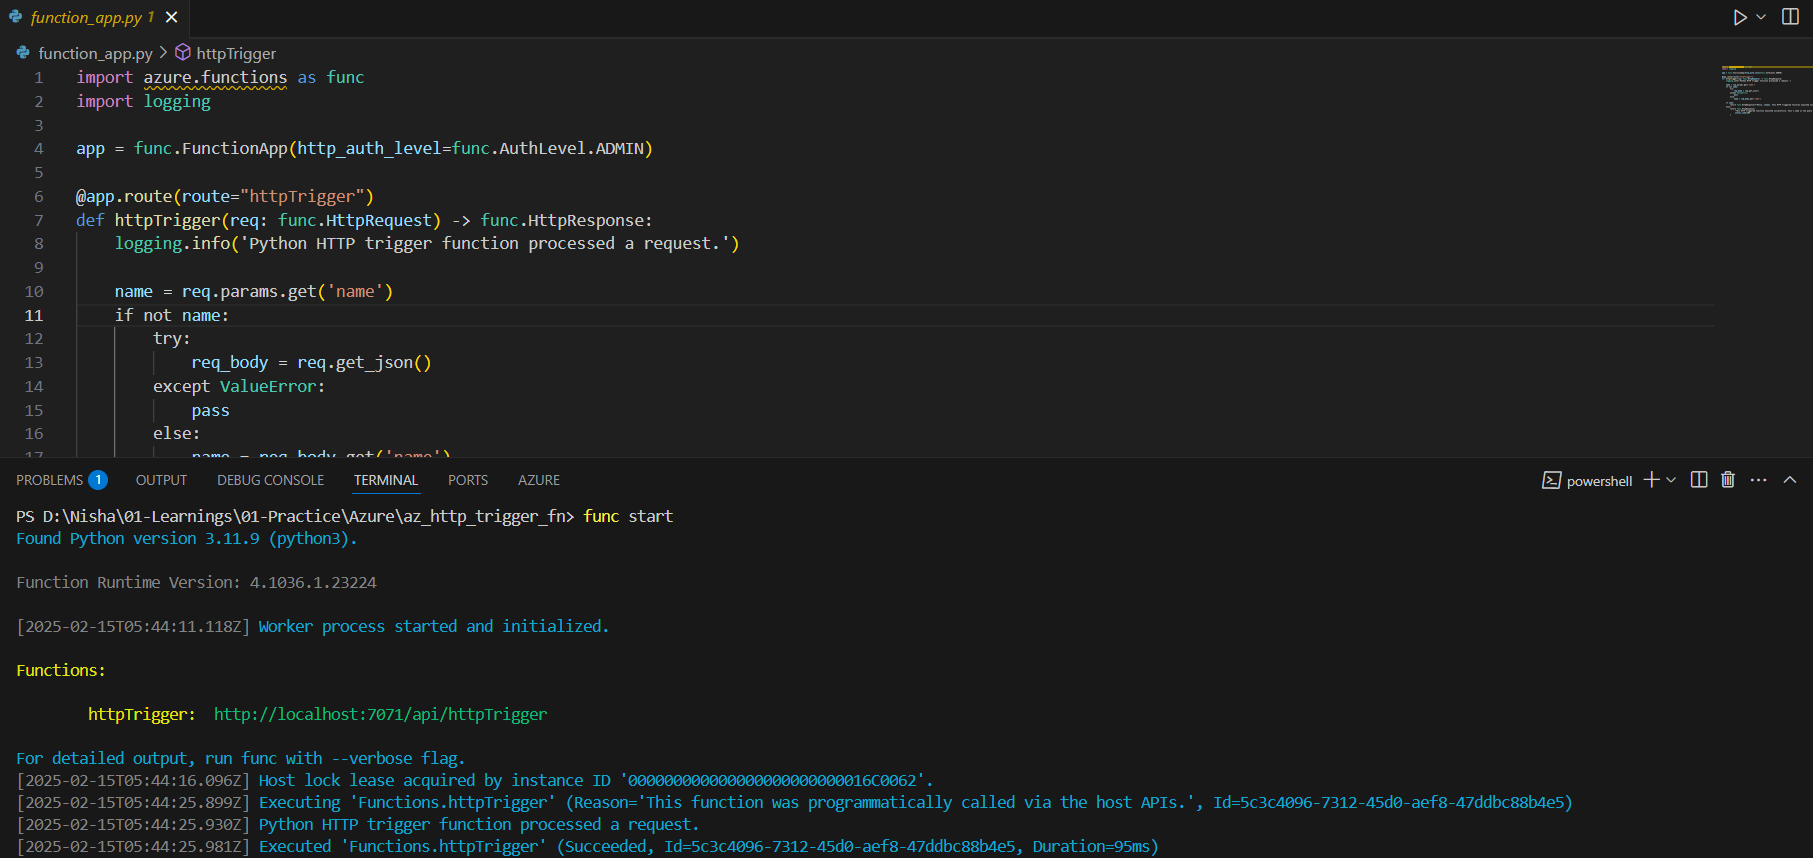 function_app.py 1
function_app.py > httpTrigger
1 import azure.functions as func
2 import logging
3
4 app = func.FunctionApp(http_auth_level=func.AuthLevel.ADMIN)
5
6 @app.route(route="httpTrigger")
7 def httpTrigger(req: func.HttpRequest) -> func.HttpResponse:
8     logging.info('Python HTTP trigger function processed a request.')
9
10     name = req.params.get('name')
11     if not name:
12         try:
13             req_body = req.get_json()
14         except ValueError:
15             pass
16         else:
17             name = req_body.get('name')
PROBLEMS 1 OUTPUT DEBUG CONSOLE TERMINAL PORTS AZURE powershell
PS D:\Nisha\01-Learnings\01-Practice\Azure\az_http_trigger_fn> func start
Found Python version 3.11.9 (python3).
Function Runtime Version: 4.1036.1.23224
[2025-02-15T05:44:11.118Z] Worker process started and initialized.
Functions:
httpTrigger: http://localhost:7071/api/httpTrigger
For detailed output, run func with --verbose flag.
[2025-02-15T05:44:16.096Z] Host lock lease acquired by instance ID '000000000000000000000000016C0062'.
[2025-02-15T05:44:25.899Z] Executing 'Functions.httpTrigger' (Reason='This function was programmatically called via the host APIs.', Id=5c3c4096-7312-45d0-aef8-47ddbc88b4e5)
[2025-02-15T05:44:25.930Z] Python HTTP trigger function processed a request.
[2025-02-15T05:44:25.981Z] Executed 'Functions.httpTrigger' (Succeeded, Id=5c3c4096-7312-45d0-aef8-47ddbc88b4e5, Duration=95ms)